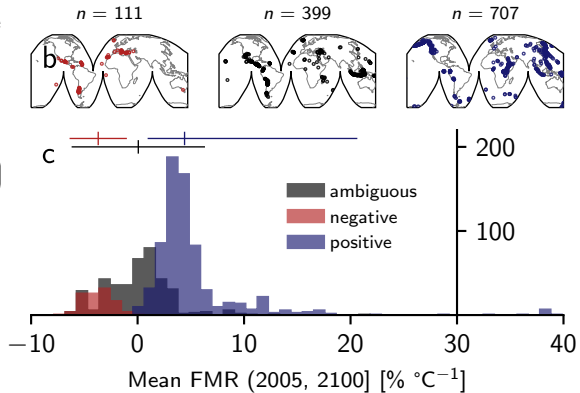 n = 111
n = 399
n = 707
b
c
200
100
ambiguous
negative
positive
−10
0
10
20
30
40
Mean FMR (2005, 2100) [% °C⁻¹]